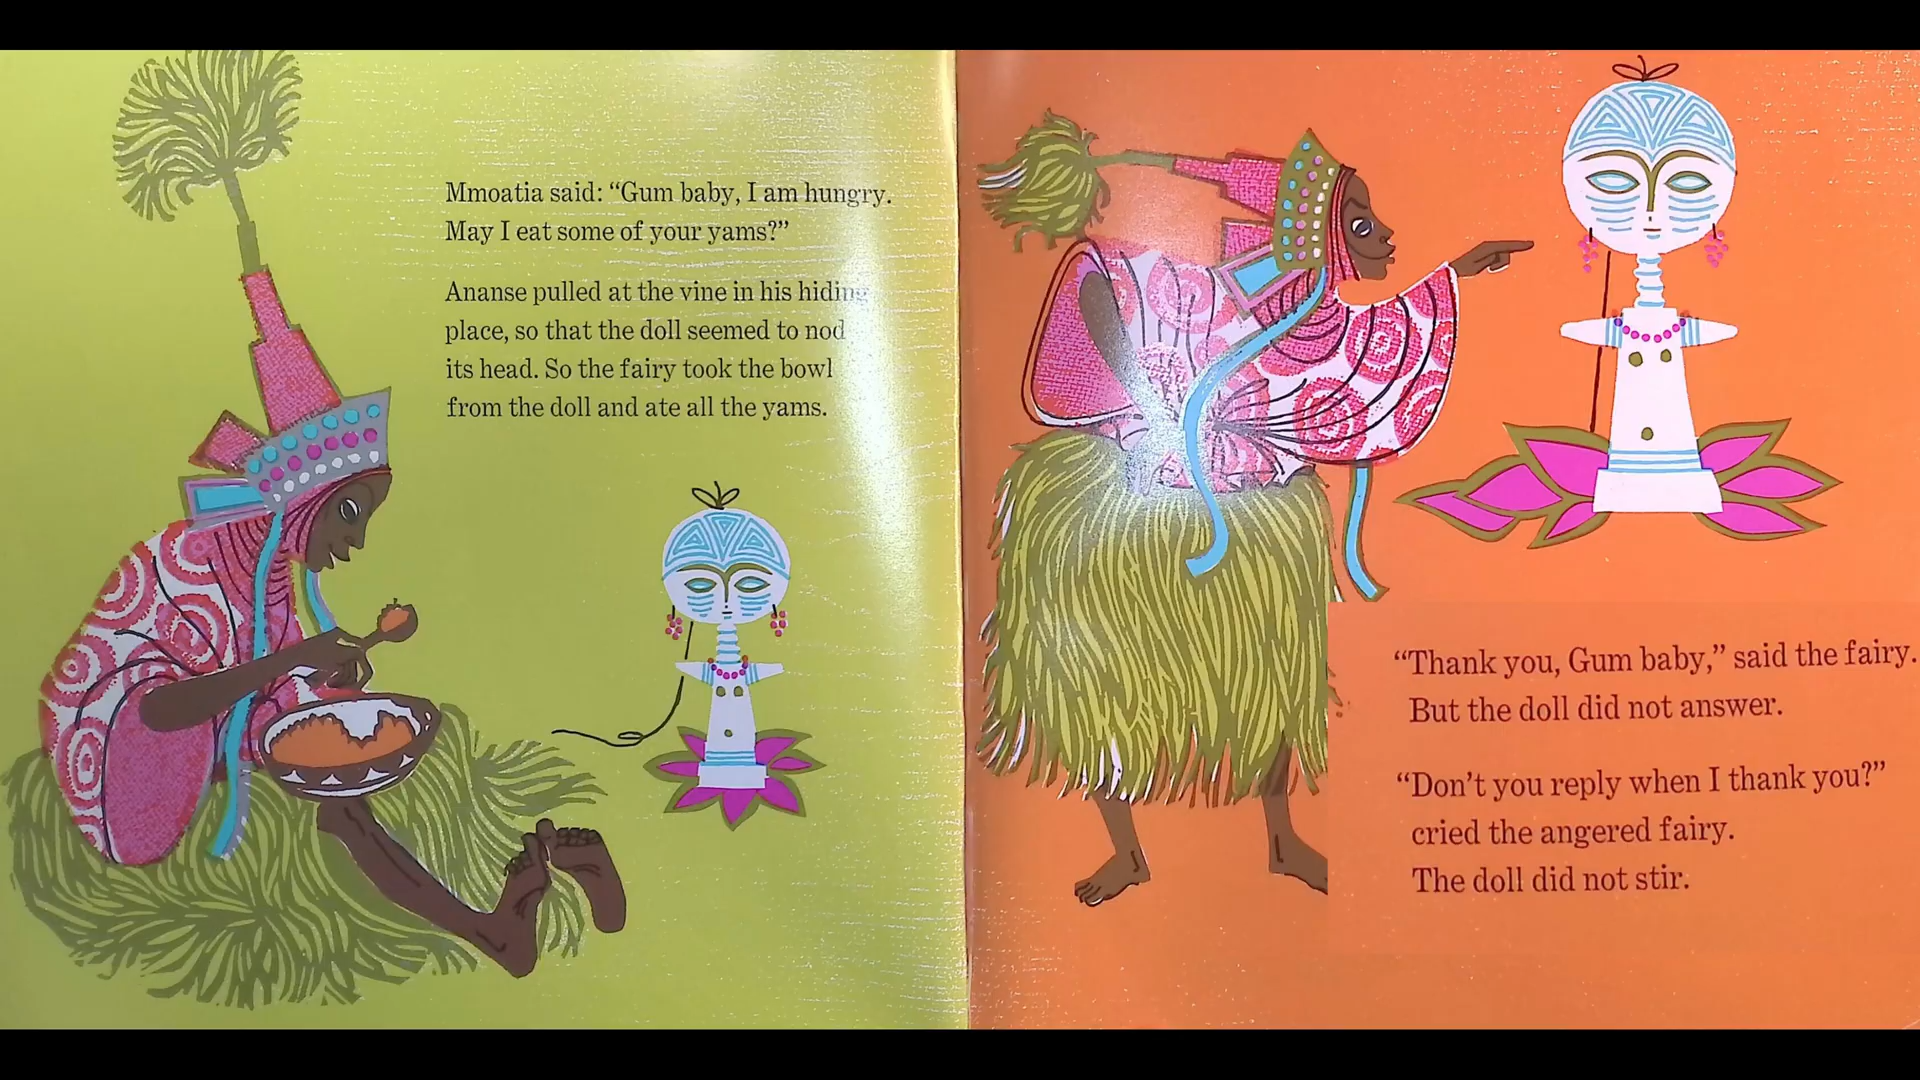 Mmoatia said: “Gum baby, I am hungry.
May I eat some of your yams?”
Ananse pulled at the vine in his hiding
place, so that the doll seemed to nod
its head. So the fairy took the bowl
from the doll and ate all the yams.
“Thank you, Gum baby,” said the fairy.
But the doll did not answer.
“Don’t you reply when I thank you?”
cried the angered fairy.
The doll did not stir.